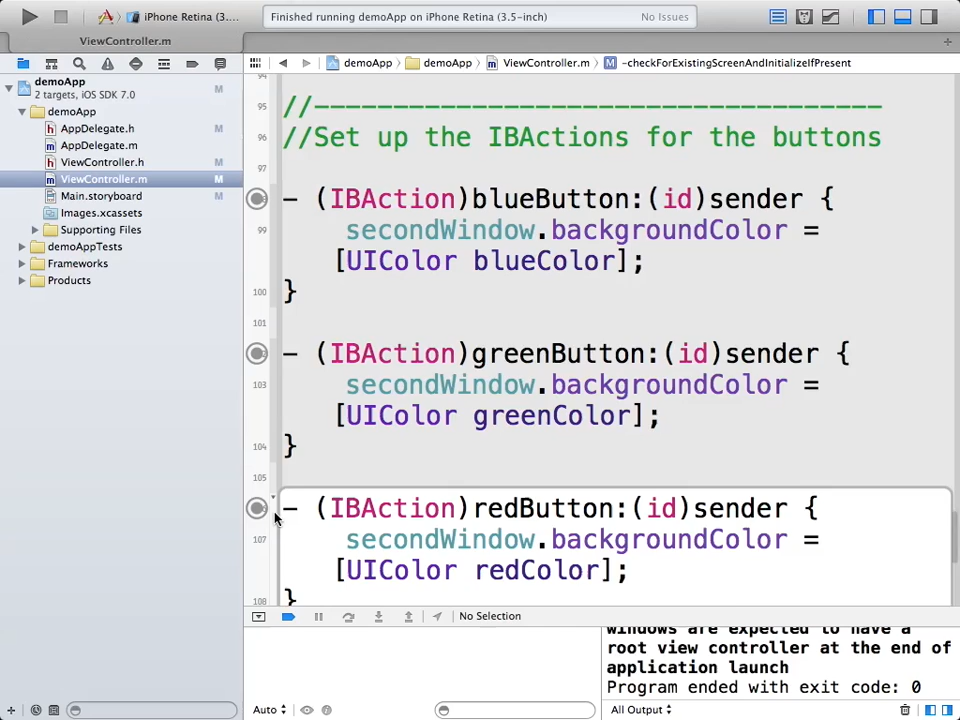 iPhone Retina (3....
Finished running demoApp on iPhone Retina (3.5-inch)
No Issues
ViewController.m
demoApp
demoApp
ViewController.m
-checkForExistingScreenAndInitializeIfPresent
demoApp
M
2 targets, iOS SDK 7.0
demoApp
AppDelegate.h
M
AppDelegate.m
ViewController.h
M
ViewController.m
M
Main.storyboard
M
Images.xcassets
Supporting Files
demoAppTests
Frameworks
Products
95
//------------------------------------
96
//Set up the IBActions for the buttons
97
- (IBAction)blueButton:(id)sender {
99
secondWindow.backgroundColor =
[UIColor blueColor];
100
}
101
- (IBAction)greenButton:(id)sender {
103
secondWindow.backgroundColor =
[UIColor greenColor];
104
}
105
- (IBAction)redButton:(id)sender {
107
secondWindow.backgroundColor =
[UIColor redColor];
108
}
No Selection
windows are expected to have a
root view controller at the end of
application launch
Program ended with exit code: 0
Auto
All Output